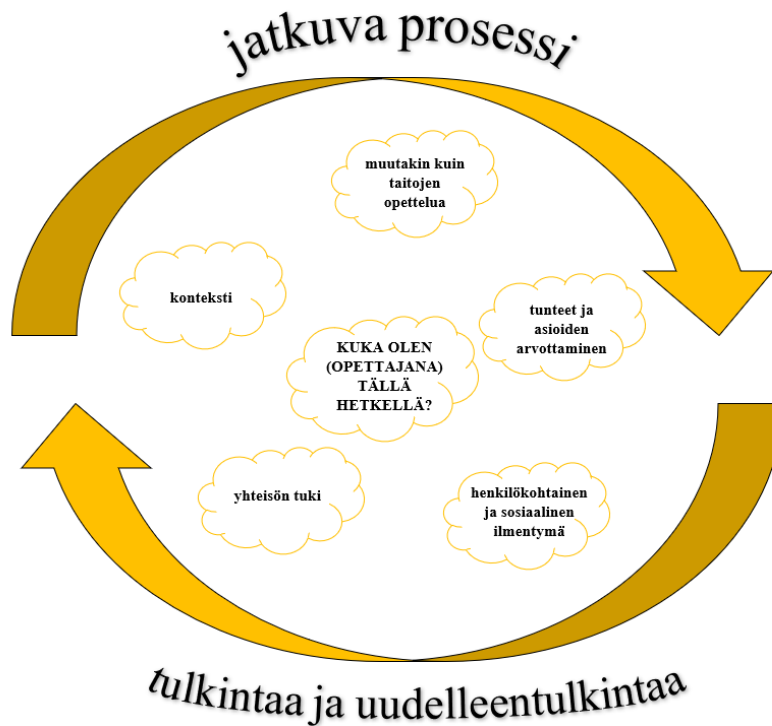 jatkuva prosessi
muutakin kuin
taitojen
opettelua
konteksti
tunteet ja
asioiden
arvottaminen
KUKA OLEN
(OPETTAJANA)
TÄLLÄ
HETKELLÄ?
yhteisön tuki
henkilökohtainen
ja sosiaalinen
ilmentymä
tulkintaa ja uudelleentulkintaa